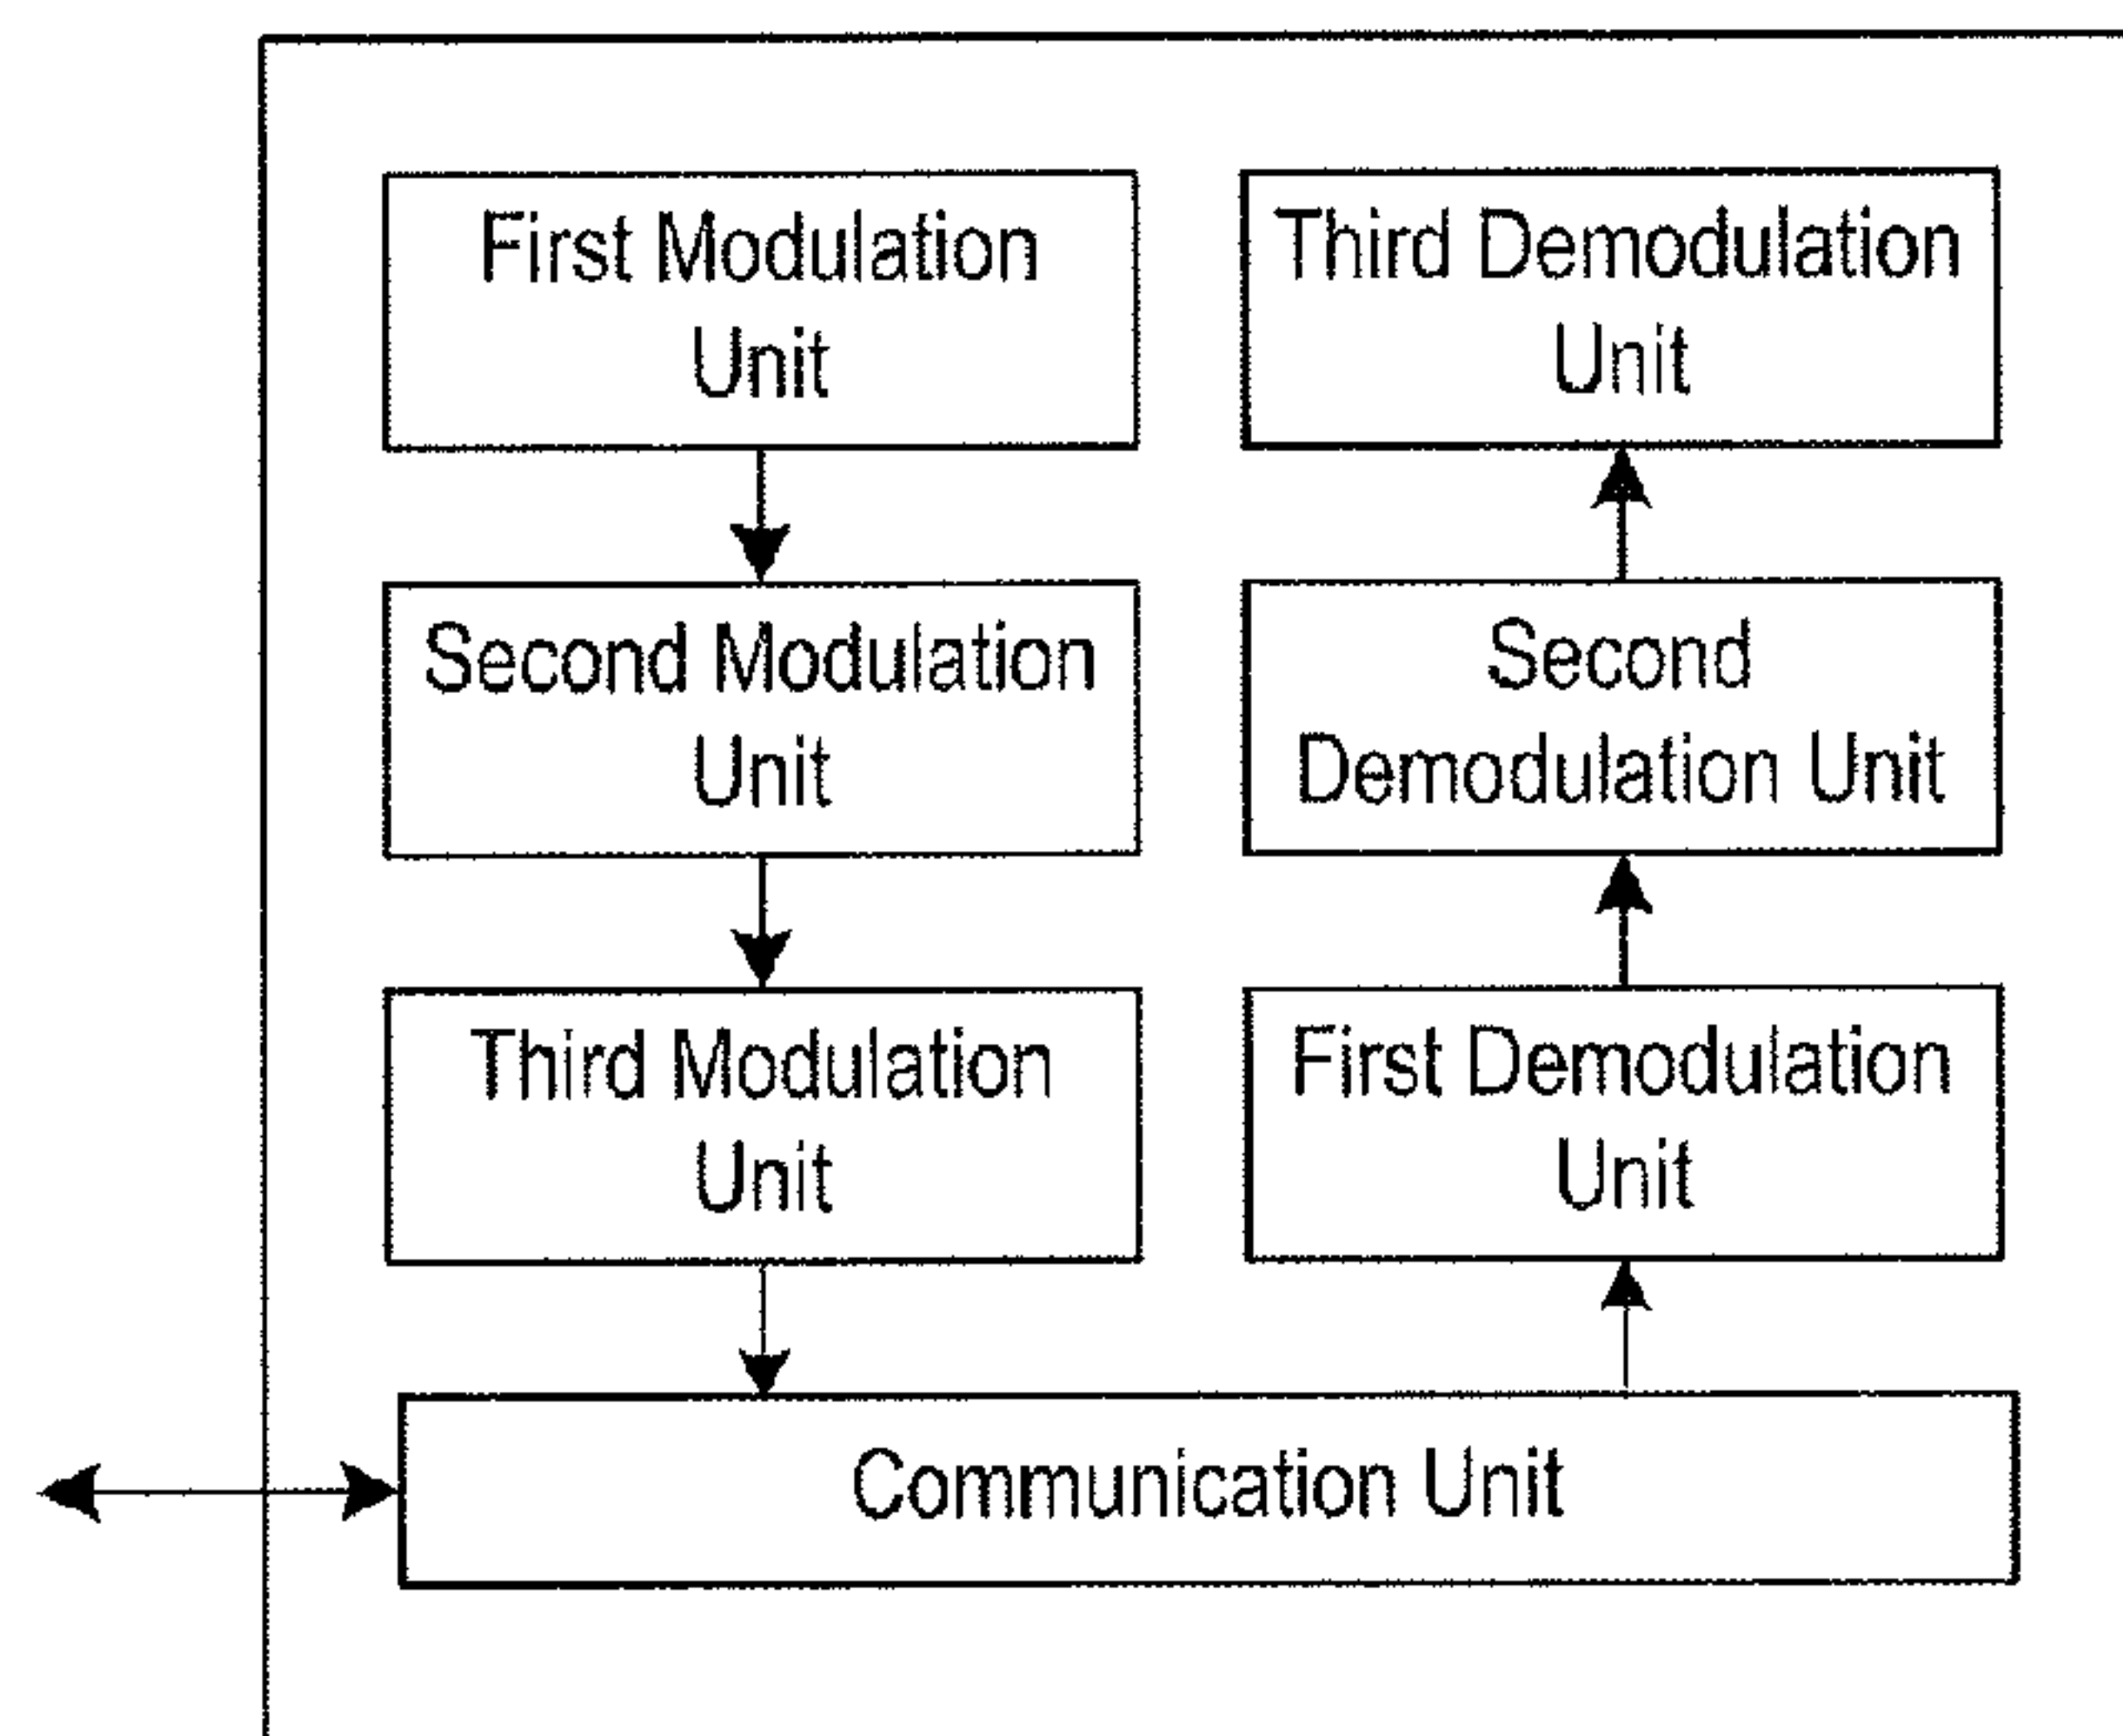 First Modulation
Unit
Third Demodulation
Unit
Second Modulation
Unit
Second
Demodulation Unit
Third Modulation
Unit
First Demodulation
Unit
Communication Unit